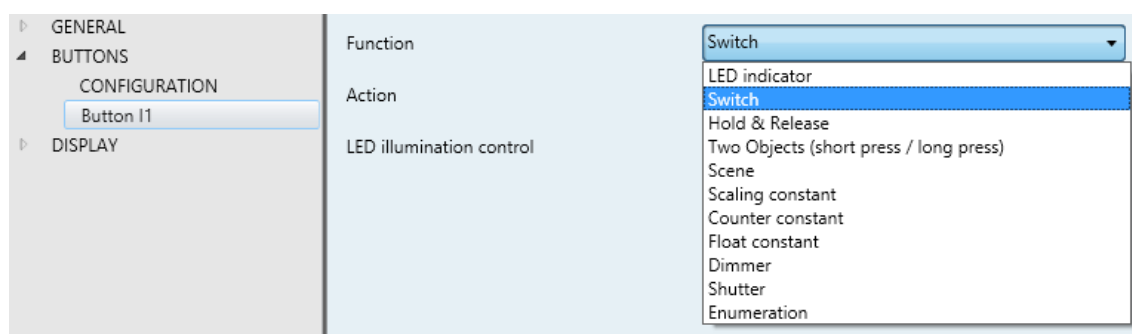 GENERAL
BUTTONS
CONFIGURATION
Button I1
DISPLAY
Function
Switch
Action
LED illumination control
LED indicator
Switch
Hold & Release
Two Objects (short press / long press)
Scene
Scaling constant
Counter constant
Float constant
Dimmer
Shutter
Enumeration